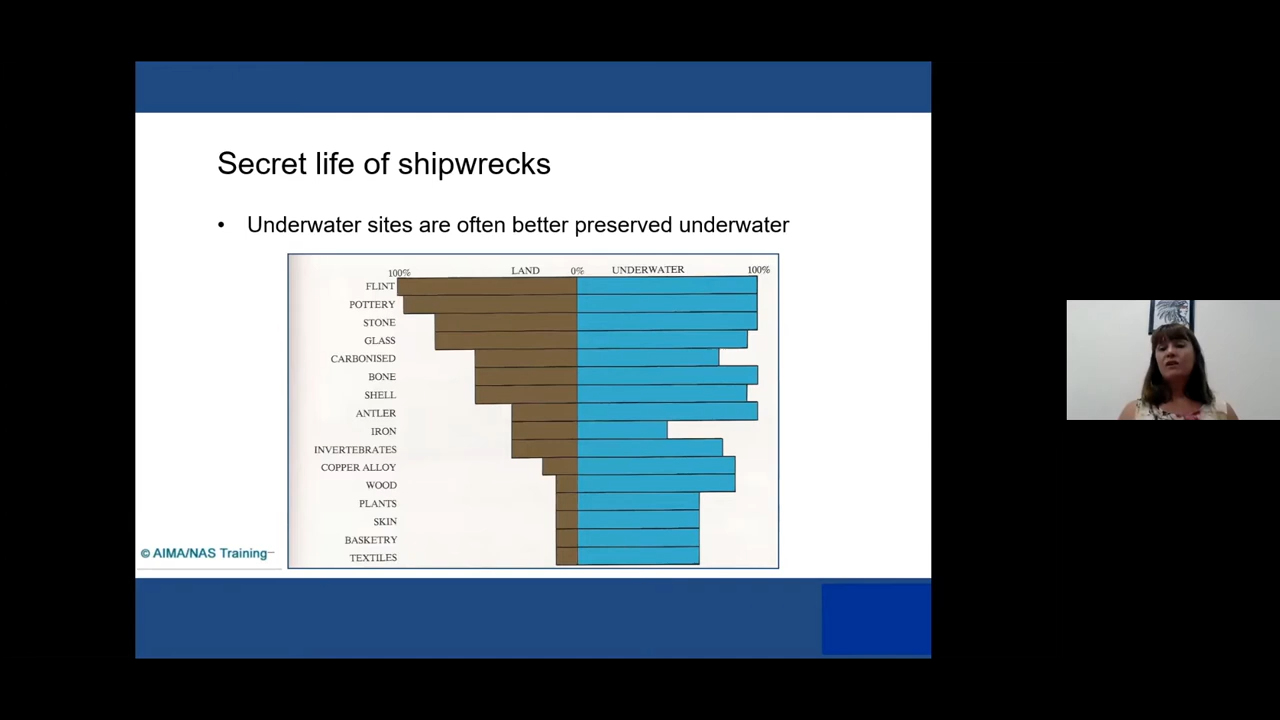 Secret life of shipwrecks
• Underwater sites are often better preserved underwater
100% LAND 0% UNDERWATER 100%
FLINT
POTTERY
STONE
GLASS
CARBONISED
BONE
SHELL
ANTLER
IRON
INVERTEBRATES
COPPER ALLOY
WOOD
PLANTS
SKIN
BASKETRY
TEXTILES
© AIMA/NAS Training